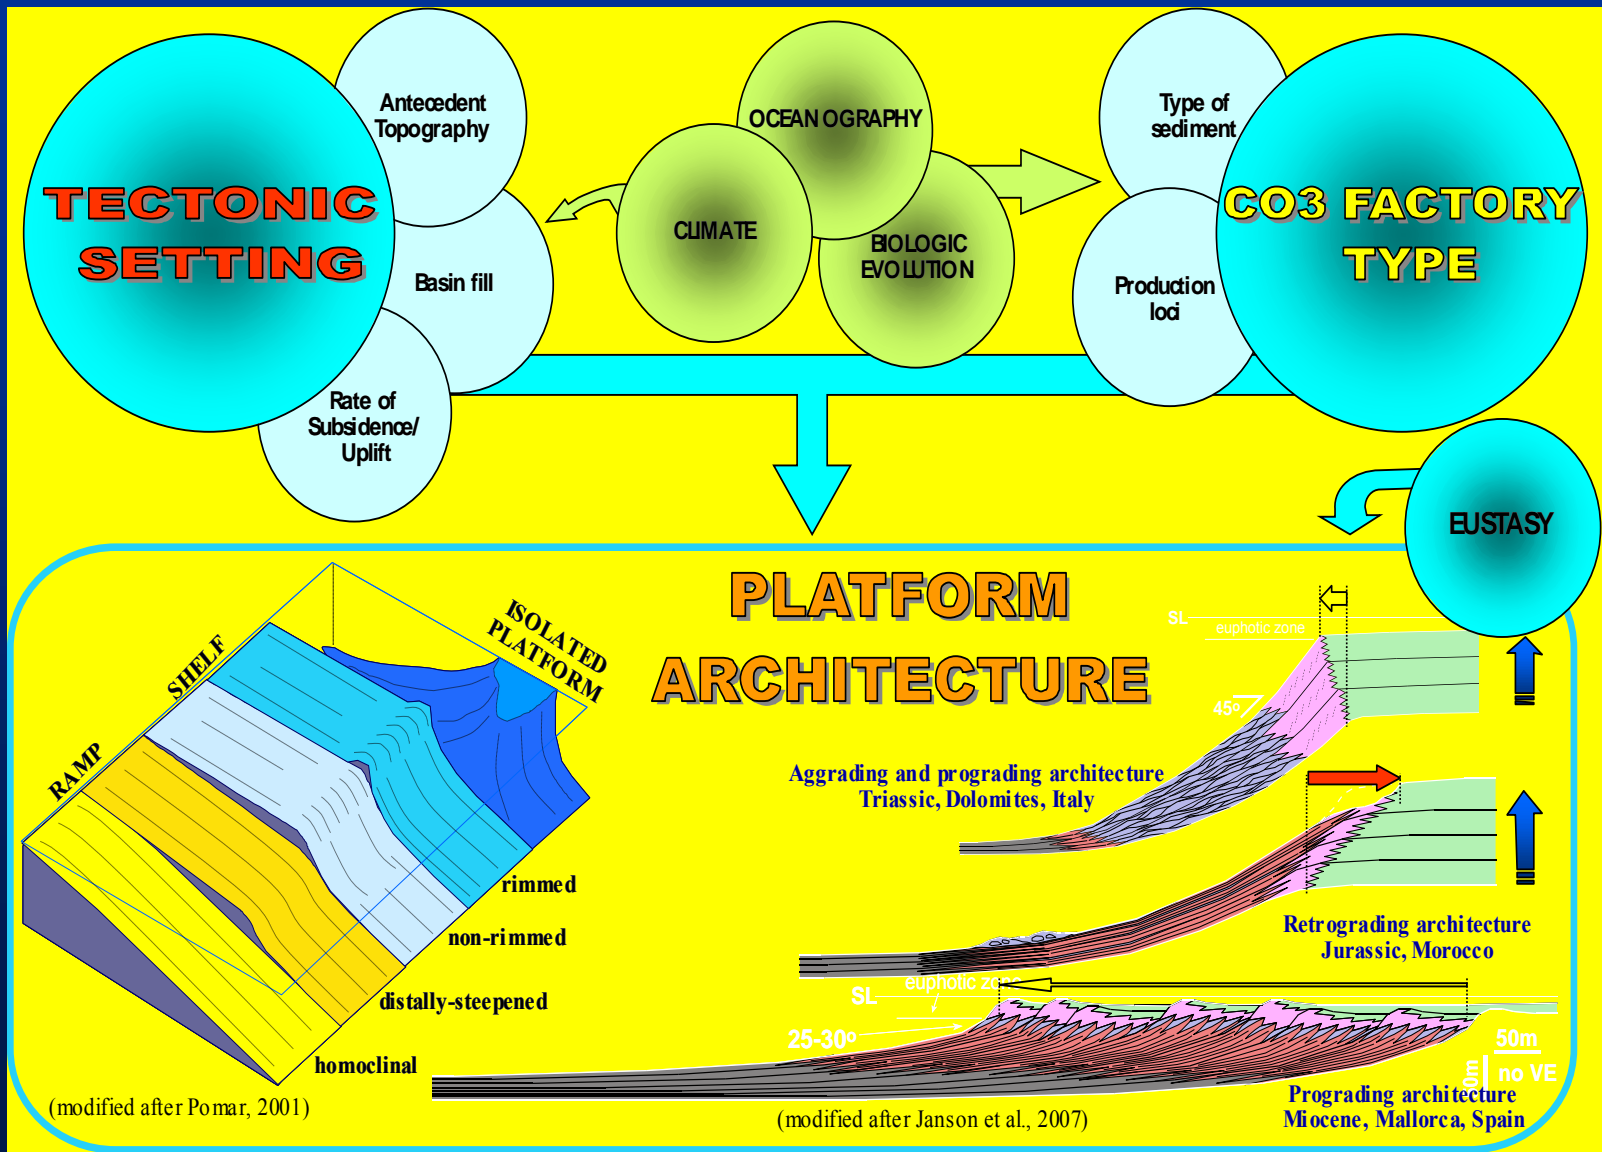 Antecedent
Topography
TECTONIC
SETTING
Basin fill
Rate of
Subsidence/
Uplift
OCEANOGRAPHY
CLIMATE
BIOLOGIC
EVOLUTION
Type of
sediment
CO3 FACTORY
TYPE
Production
loci
EUSTASY
PLATFORM
ARCHITECTURE
ISOLATED
PLATFORM
SHELF
RAMP
rimmed
non-rimmed
distally-steepened
homoclinal
(modified after Pomar, 2001)
SL
euphotic zone
45º
Aggrading and prograding architecture
Triassic, Dolomites, Italy
Retrograding architecture
Jurassic, Morocco
euphotic zone
SL
25-30º
50m
no VE
Prograding architecture
Miocene, Mallorca, Spain
(modified after Janson et al., 2007)